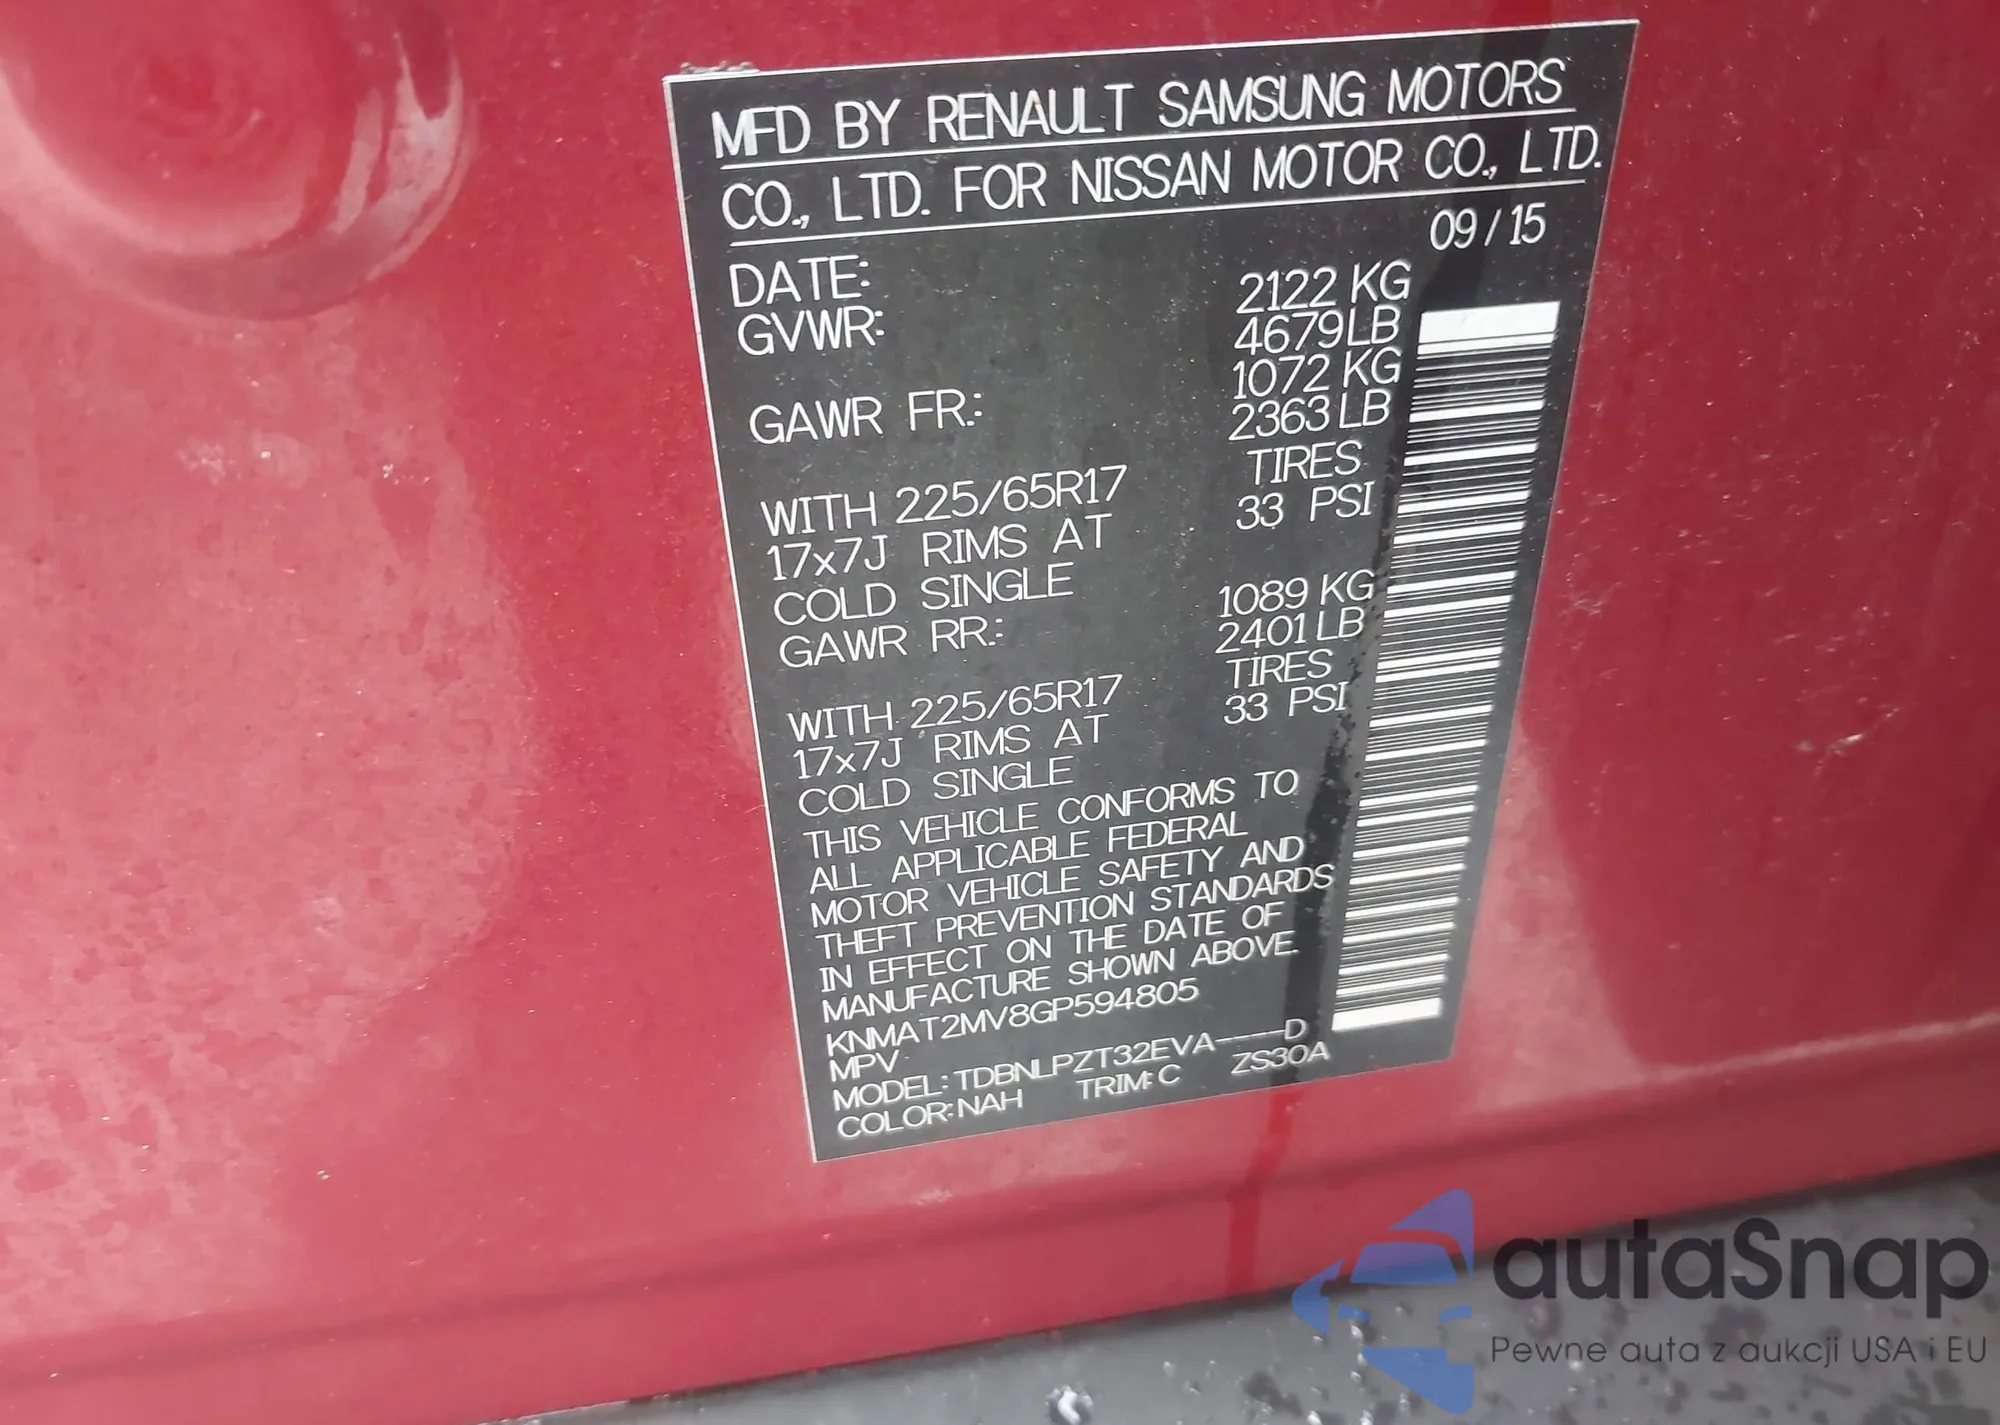 MFD BY RENAULT SAMSUNG MOTORS
CO., LTD. FOR NISSAN MOTOR CO., LTD.
DATE: 09 / 15
GVWR: 2122 KG
4679 LB
GAWR FR.: 1072 KG
2363 LB
WITH 225/65R17 TIRES
17x7J RIMS AT 33 PSI
COLD SINGLE
GAWR RR.: 1089 KG
2401 LB
WITH 225/65R17 TIRES
17x7J RIMS AT 33 PSI
COLD SINGLE
THIS VEHICLE CONFORMS TO
ALL APPLICABLE FEDERAL
MOTOR VEHICLE SAFETY AND
THEFT PREVENTION STANDARDS
IN EFFECT ON THE DATE OF
MANUFACTURE SHOWN ABOVE.
KNMAT2MV8GP594805
MPV
MODEL: TDBNLPZT32EVA----D
COLOR: NAH TRIM: C ZS30A
autaSnap
Pewne auta z aukcji USA i EU